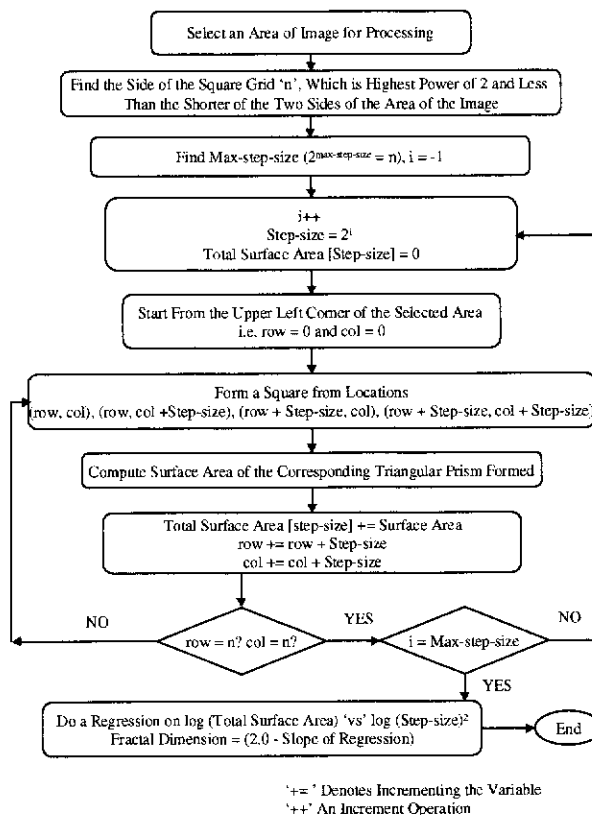 Select an Area of Image for Processing
Find the Side of the Square Grid 'n', Which is Highest Power of 2 and Less
Than the Shorter of the Two Sides of the Area of the Image
Find Max-step-size (2^max-step-size = n), i = -1
i++
Step-size = 2^i
Total Surface Area [Step-size] = 0
Start From the Upper Left Corner of the Selected Area
i.e. row = 0 and col = 0
Form a Square from Locations
(row, col), (row, col +Step-size), (row + Step-size, col), (row + Step-size, col + Step-size)
Compute Surface Area of the Corresponding Triangular Prism Formed
Total Surface Area [step-size] += Surface Area
row += row + Step-size
col += col + Step-size
NO
row = n? col = n?
YES
i = Max-step-size
NO
YES
Do a Regression on log (Total Surface Area) 'vs' log (Step-size)²
Fractal Dimension = (2.0 - Slope of Regression)
End
'+= ' Denotes Incrementing the Variable
'++' An Increment Operation